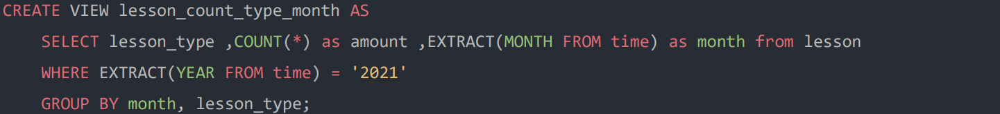 CREATE VIEW lesson_count_type_month AS
    SELECT lesson_type ,COUNT(*) as amount ,EXTRACT(MONTH FROM time) as month from lesson
    WHERE EXTRACT(YEAR FROM time) = '2021'
    GROUP BY month, lesson_type;